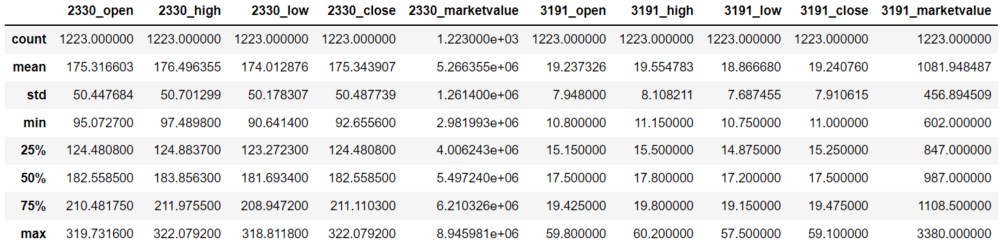 2330_open 2330_high 2330_low 2330_close 2330_marketvalue 3191_open 3191_high 3191_low 3191_close 3191_marketvalue
count 1223.000000 1223.000000 1223.000000 1223.000000 1.223000e+03 1223.000000 1223.000000 1223.000000 1223.000000 1223.000000
mean 175.316603 176.496355 174.012876 175.343907 5.266355e+06 19.237326 19.554783 18.866680 19.240760 1081.948487
std 50.447684 50.701299 50.178307 50.487739 1.261400e+06 7.948000 8.108211 7.687455 7.910615 456.894509
min 95.072700 97.489800 90.641400 92.655600 2.981993e+06 10.800000 11.150000 10.750000 11.000000 602.000000
25% 124.480800 124.883700 123.272300 124.480800 4.006243e+06 15.150000 15.500000 14.875000 15.250000 847.000000
50% 182.558500 183.856300 181.693400 182.558500 5.497240e+06 17.500000 17.800000 17.200000 17.500000 987.000000
75% 210.481750 211.975500 208.947200 211.110300 6.210326e+06 19.425000 19.800000 19.150000 19.475000 1108.500000
max 319.731600 322.079200 318.811800 322.079200 8.945981e+06 59.800000 60.200000 57.500000 59.100000 3380.000000